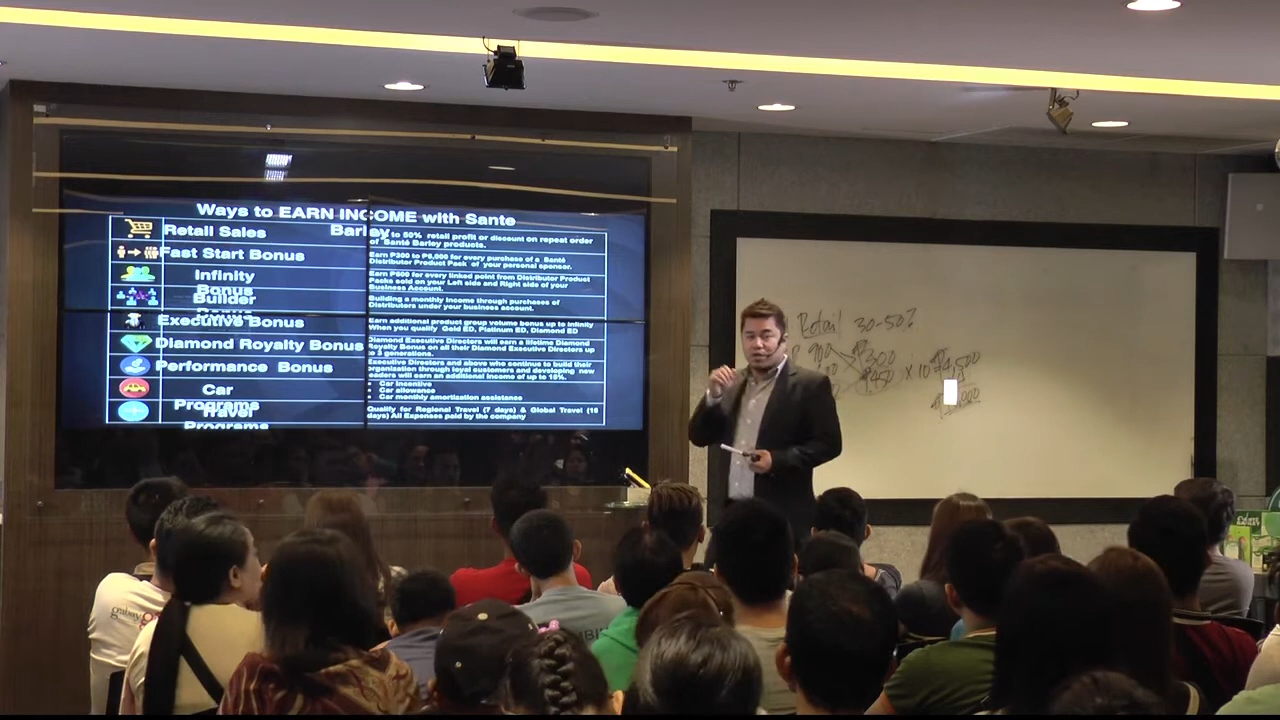 Ways to EARN INCOME with Sante
Barley
Retail Sales
to 50% retail profit or discount on repeat order
of Santé Barley products.
Fast Start Bonus
Earn P300 to P6,000 for every purchase of a Santé
Distributor Product Pack of your personal sponsor.
Infinity
Bonus
Earn P500 for every linked point from Distributor Product
Packs sold on your Left side and Right side of your
Business Account.
Builder
Building a monthly income through purchases of
Distributors under your business account.
Executive Bonus
Earn additional product group volume bonus up to infinity
When you qualify Gold ED, Platinum ED, Diamond ED
Diamond Royalty Bonus
Diamond Executive Directors will earn a lifetime Diamond
Royalty Bonus on all their Diamond Executive Directors up
to generations.
Performance Bonus
Executive Directors and above who continue to build their
organization through loyal customers and developing new
leaders will earn an additional income of up to
Car
Programs
• Car incentive
• Car allowance
• Car monthly amortization assistance
Travel
Programs
Qualify for Regional Travel (7 days) & Global Travel (16
days) All Expenses paid by the company
Retail 30-50%
900 ₱300
₱450 x 10 ₱4,500
gabay